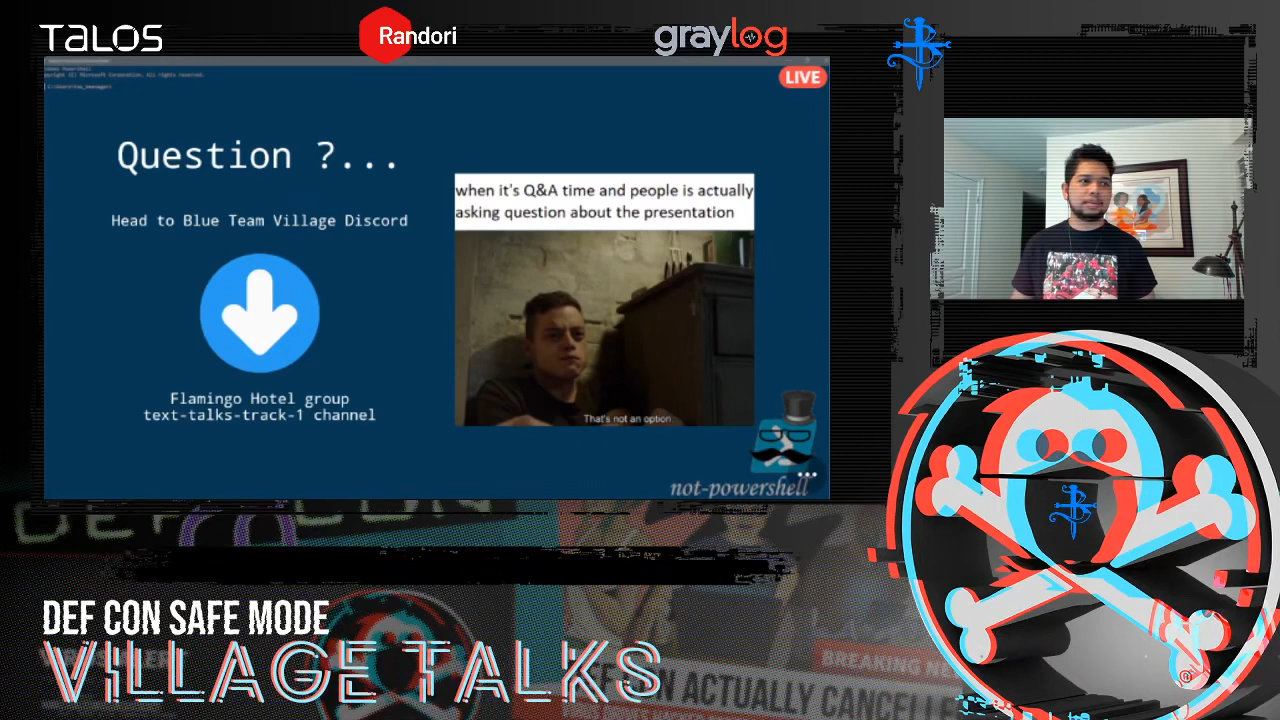 TALOS
Randori
graylog
LIVE
Question ?...
Head to Blue Team Village Discord
Flamingo Hotel group
text-talks-track-1 channel
when it's Q&A time and people is actually
asking question about the presentation
That's not an option.
not-powershell
DEF CON
DEF CON SAFE MODE
VILLAGE TALKS
BREAKING
ACTUALLY CANCELLE